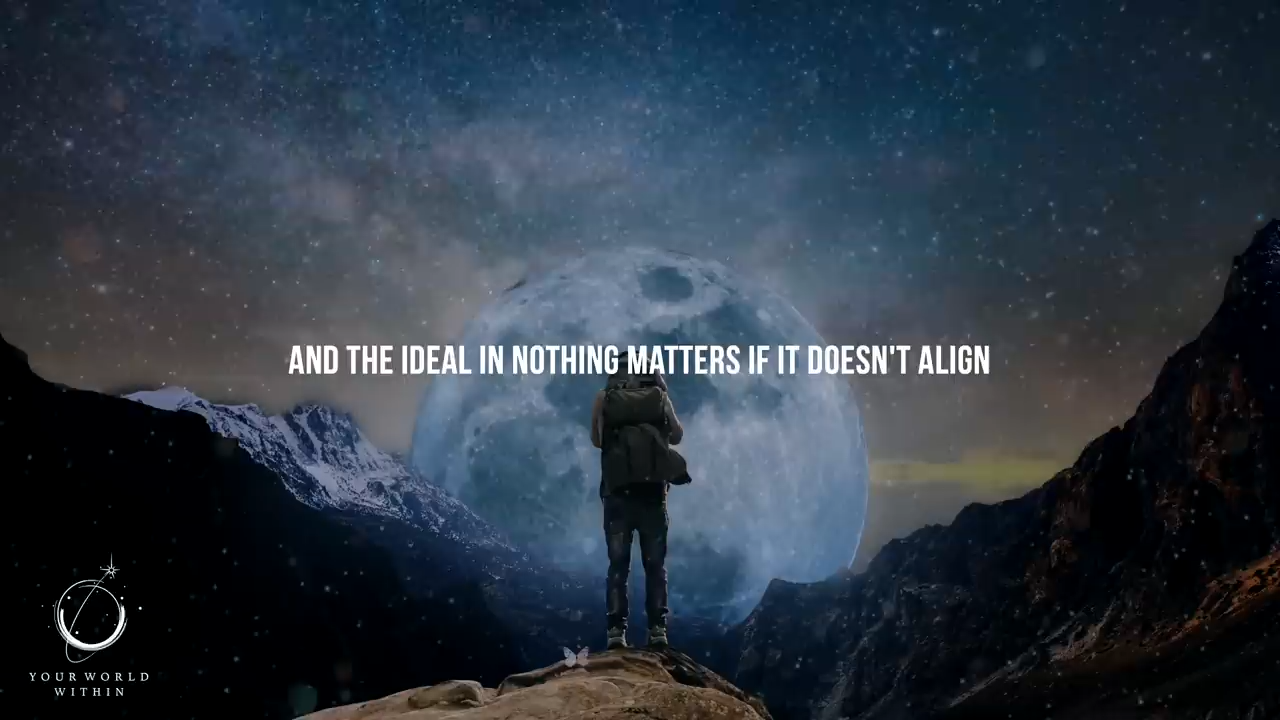 AND THE IDEAL IN NOTHING MATTERS IF IT DOESN'T ALIGN
YOUR WORLD
WITHIN